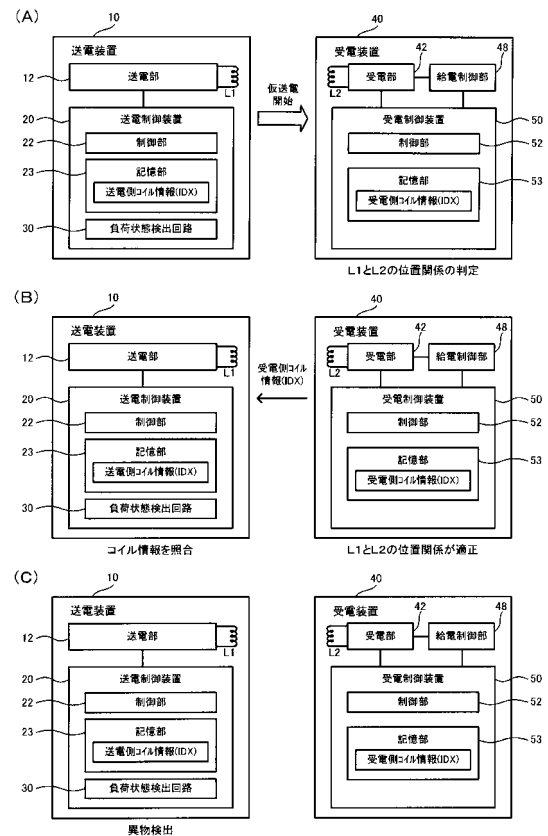 (A)
10
送電装置
12
送電部
L1
20
送電制御装置
22
制御部
23
記憶部
送電側コイル情報(IDX)
30
負荷状態検出回路
仮送電
開始
40
受電装置
42
48
L2
受電部
給電制御部
受電制御装置
50
制御部
52
記憶部
53
受電側コイル情報(IDX)
L1とL2の位置関係の判定
(B)
10
送電装置
12
送電部
L1
20
送電制御装置
22
制御部
23
記憶部
送電側コイル情報(IDX)
30
負荷状態検出回路
コイル情報を照合
受電側コイル
情報(IDX)
40
受電装置
42
48
L2
受電部
給電制御部
受電制御装置
50
制御部
52
記憶部
53
受電側コイル情報(IDX)
L1とL2の位置関係が適正
(C)
10
送電装置
12
送電部
L1
20
送電制御装置
22
制御部
23
記憶部
送電側コイル情報(IDX)
30
負荷状態検出回路
異物検出
40
受電装置
42
48
L2
受電部
給電制御部
受電制御装置
50
制御部
52
記憶部
53
受電側コイル情報(IDX)